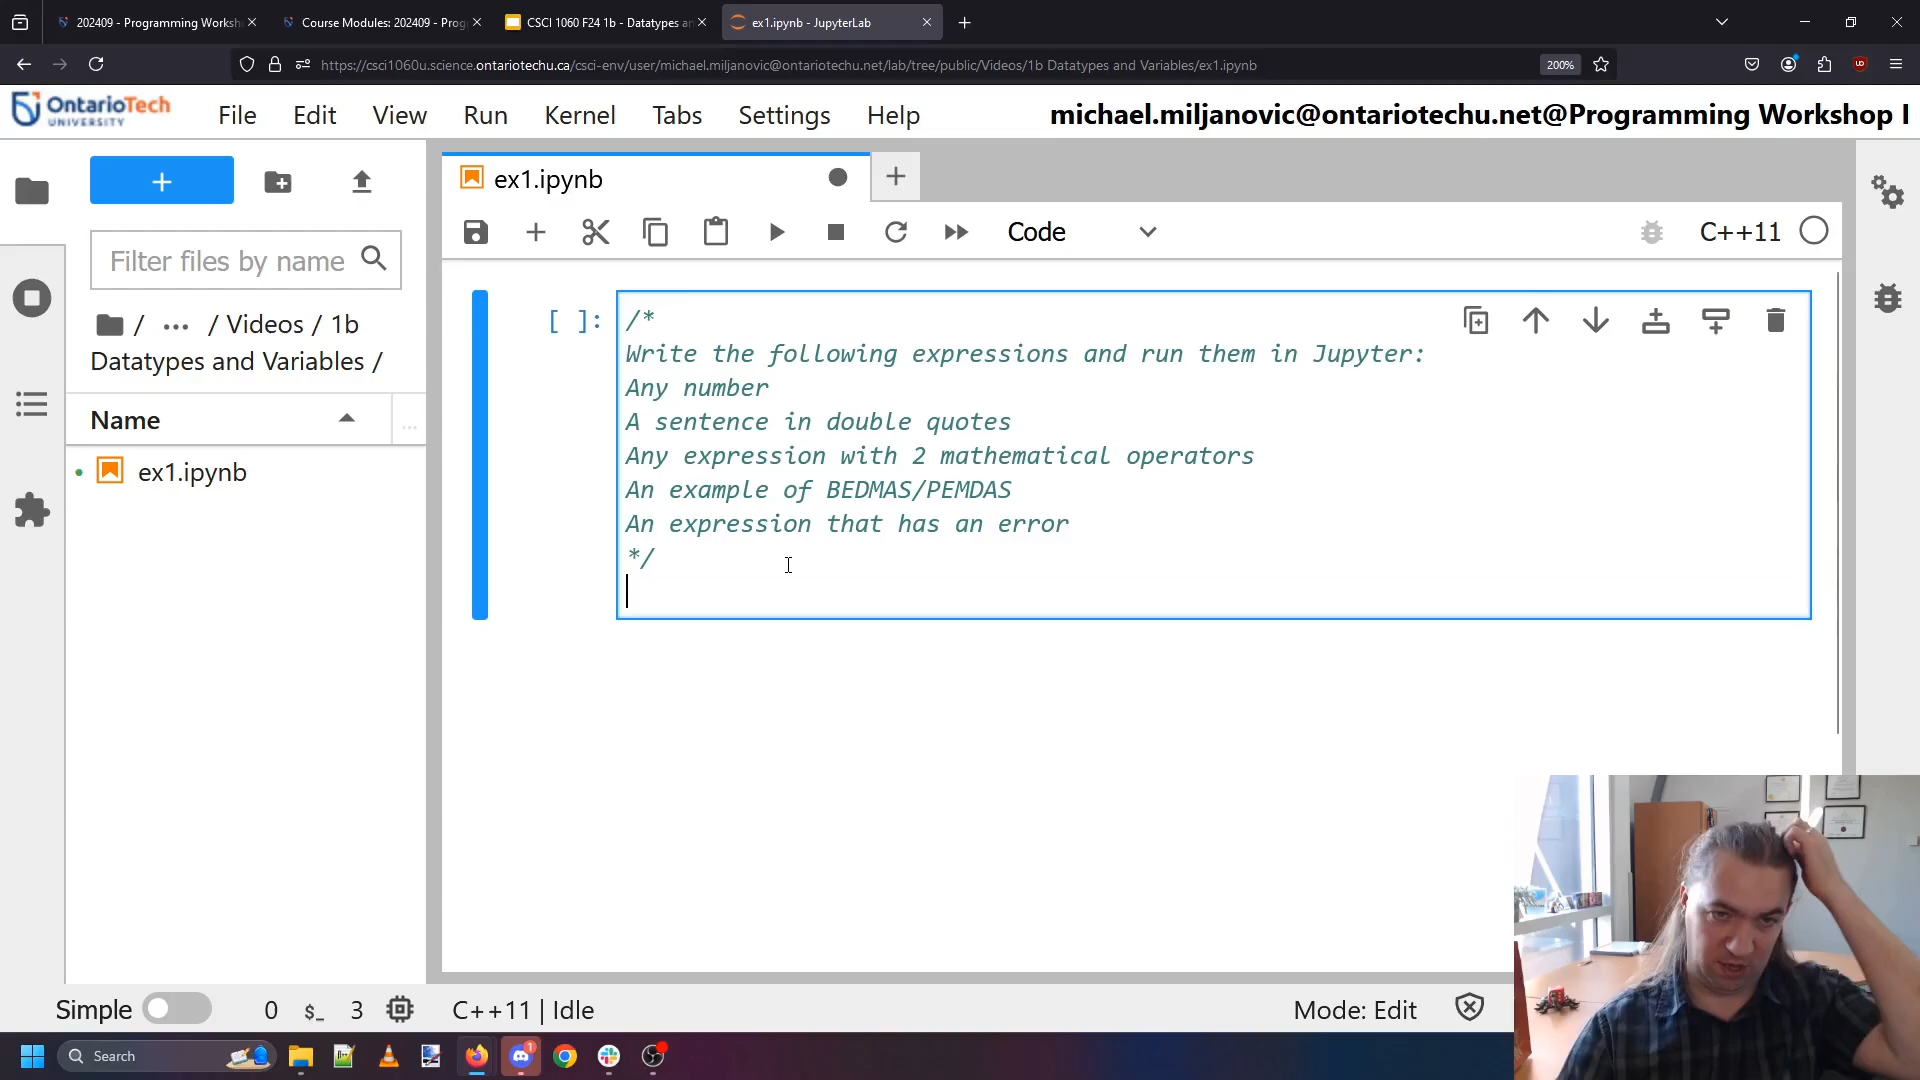 202409 - Programming Worksh
Course Modules: 202409 - Prog
CSCI 1060 F24 1b - Datatypes an
ex1.ipynb - JupyterLab
https://csci1060u.science.ontariotechu.ca/csci-env/user/michael.miljanovic@ontariotechu.net/lab/tree/public/Videos/1b Datatypes and Variables/ex1.ipynb
200%
OntarioTech
UNIVERSITY
File Edit View Run Kernel Tabs Settings Help
michael.miljanovic@ontariotechu.net@Programming Workshop I
ex1.ipynb
Filter files by name
Code
C++11
/ ... / Videos / 1b
Datatypes and Variables /
Name
...
ex1.ipynb
[ ]:
/*
Write the following expressions and run them in Jupyter:
Any number
A sentence in double quotes
Any expression with 2 mathematical operators
An example of BEDMAS/PEMDAS
An expression that has an error
*/
Simple
0 $_ 3
C++11 | Idle
Mode: Edit
Search
1